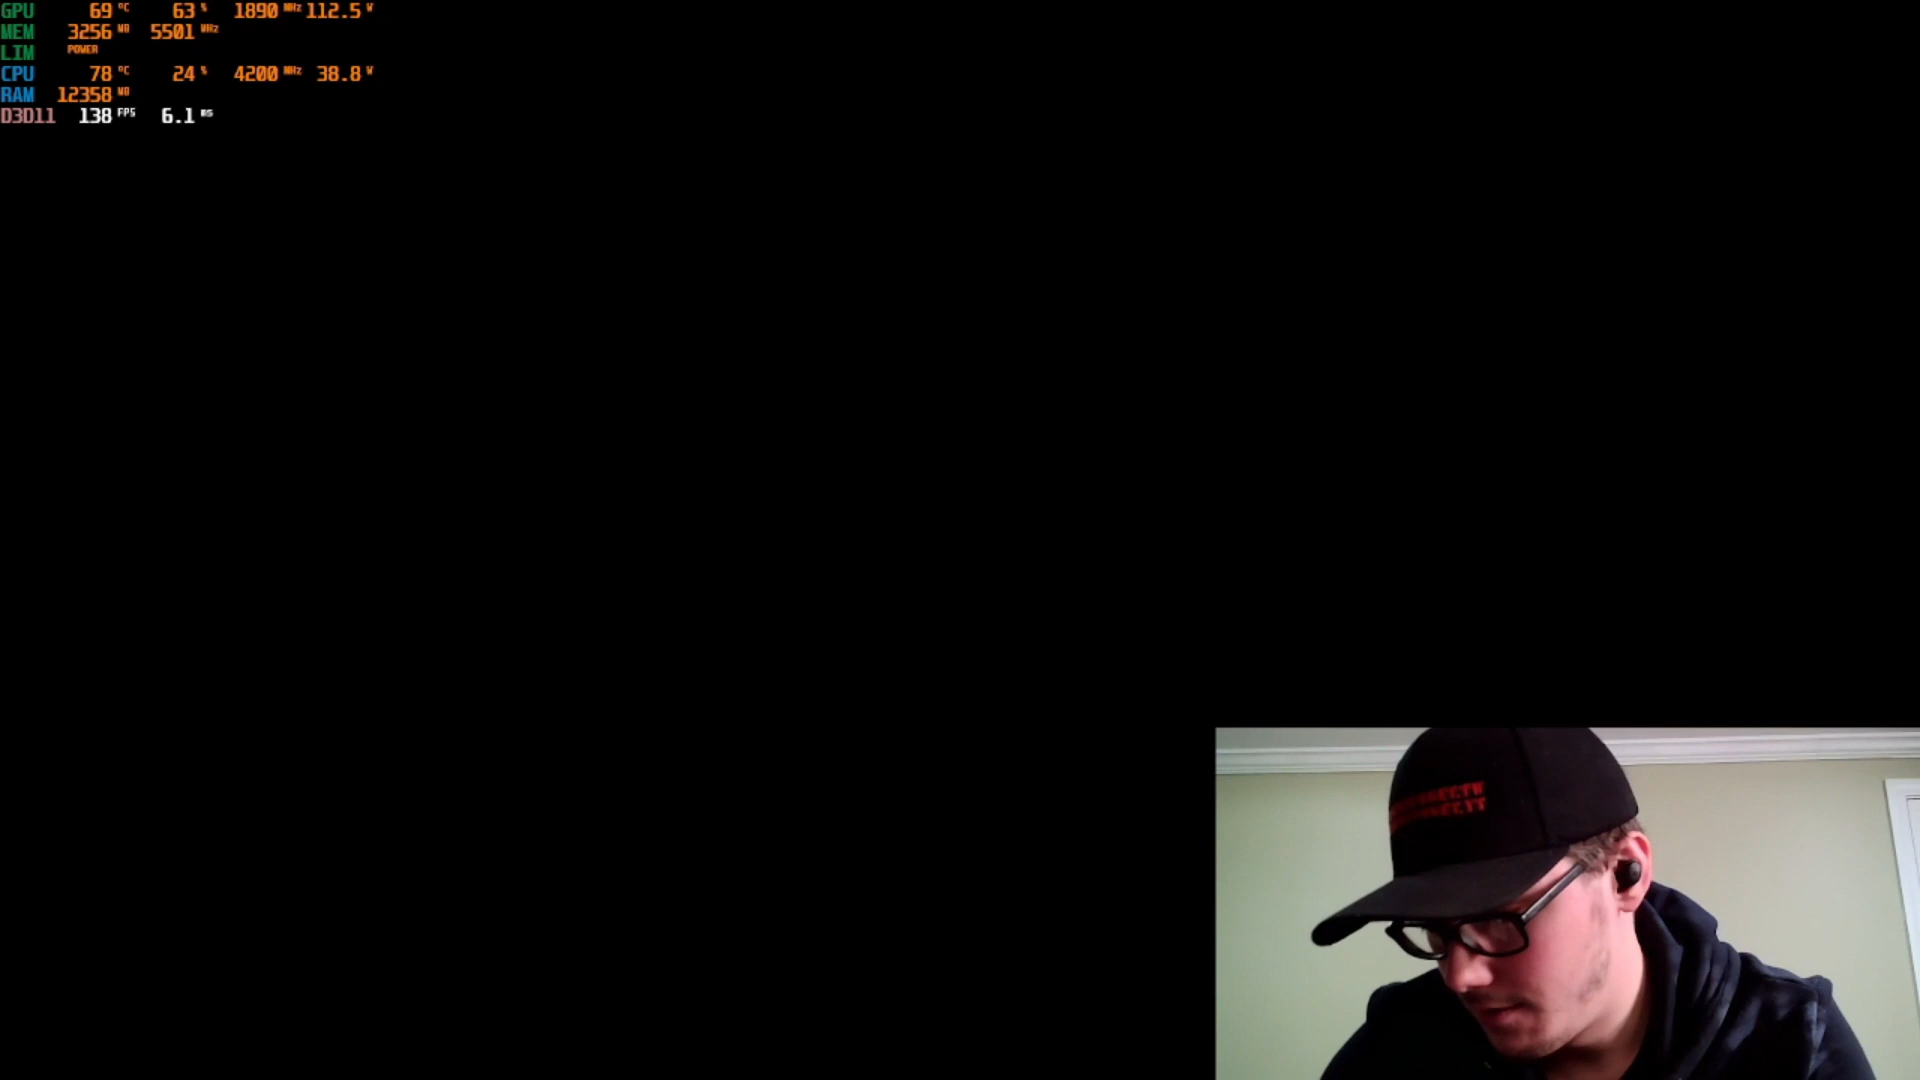 GPU 69 °C 63 % 1890 MHz 112.5 W
MEM 3256 MB 5501 MHz
LIM POWER
CPU 78 °C 24 % 4200 MHz 38.8 W
RAM 12358 MB
D3D11 138 FPS 6.1 ms